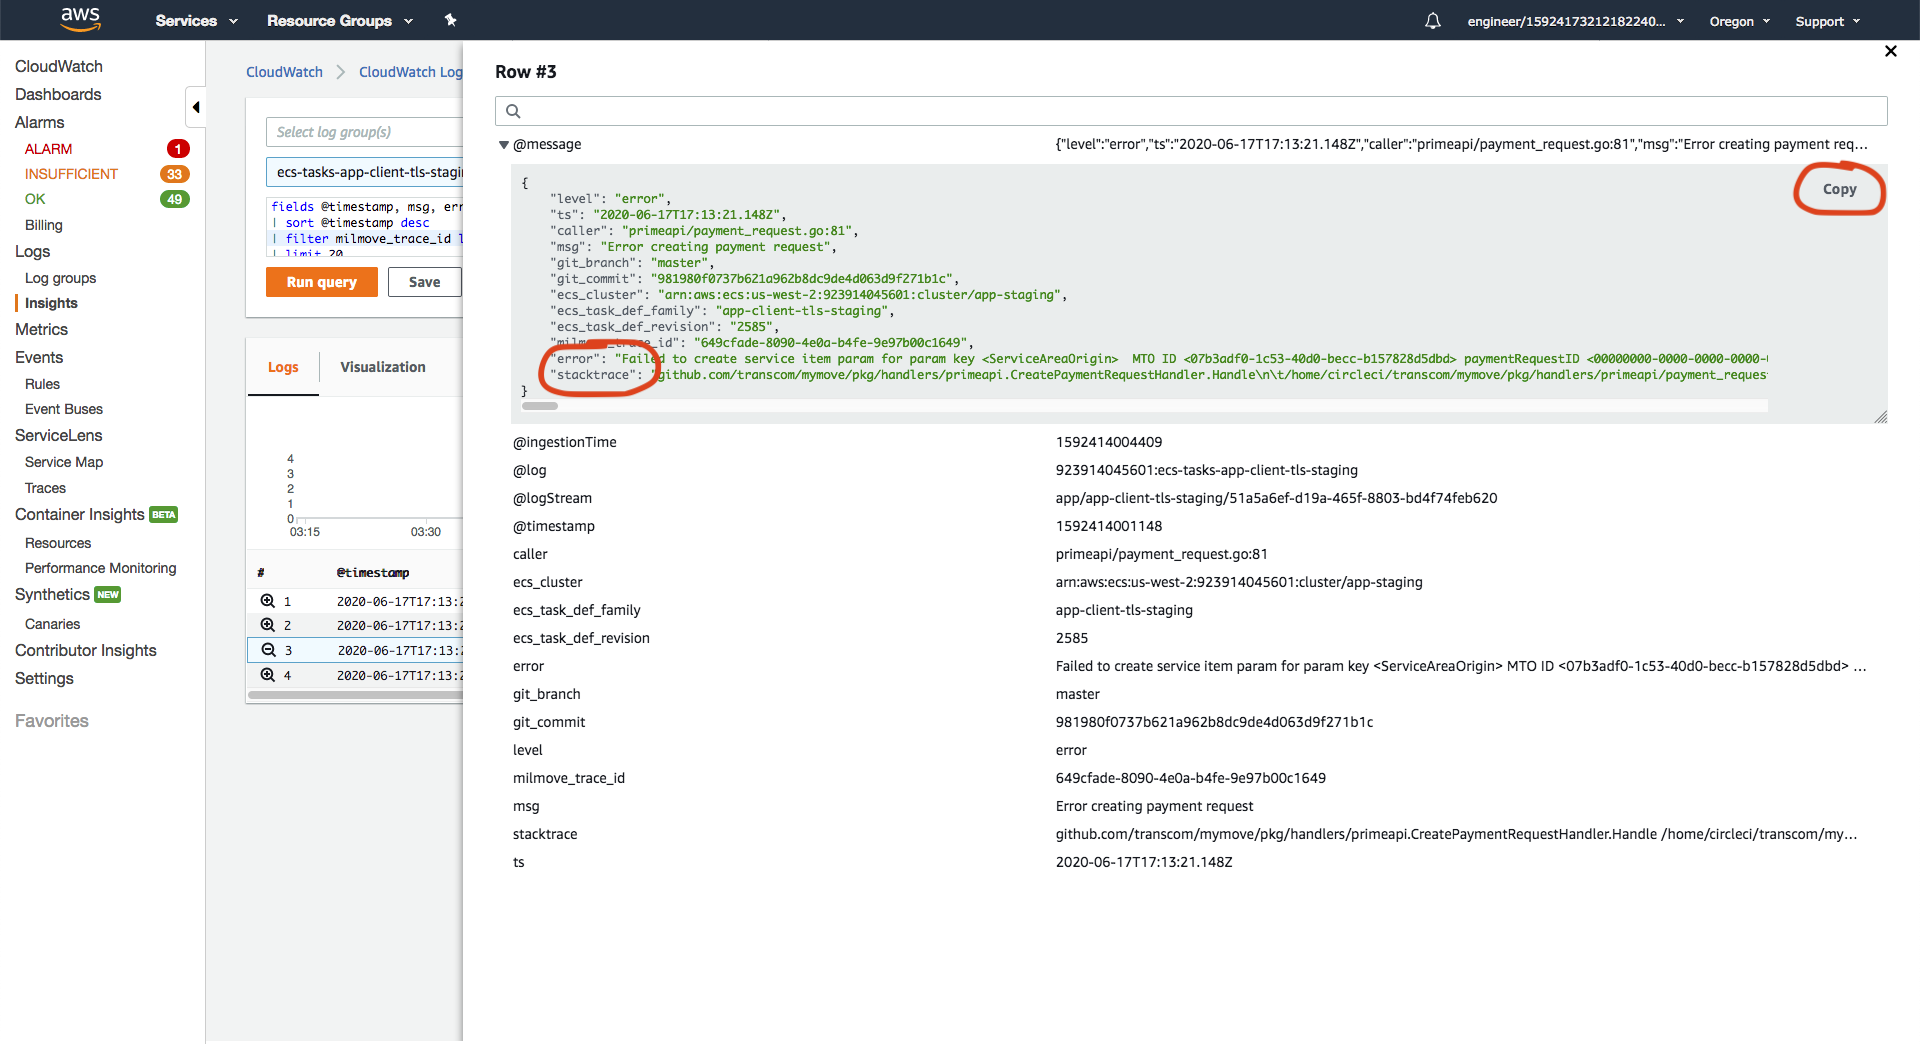 aws
Services
Resource Groups
engineer/15924173212182240...
Oregon
Support
CloudWatch
Dashboards
Alarms
ALARM 1
INSUFFICIENT 33
OK 49
Billing
Logs
Log groups
Insights
Metrics
Events
Rules
Event Buses
ServiceLens
Service Map
Traces
Container Insights BETA
Resources
Performance Monitoring
Synthetics NEW
Canaries
Contributor Insights
Settings
Favorites
CloudWatch
CloudWatch Log
Select log group(s)
ecs-tasks-app-client-tls-stagi
fields @timestamp, msg, err
| sort @timestamp desc
| filter milmove_trace_id l
| limit 20
Run query
Save
Logs
Visualization
4
3
2
1
0
03:15
03:30
# @timestamp
1 2020-06-17T17:13:2
2 2020-06-17T17:13:2
3 2020-06-17T17:13:2
4 2020-06-17T17:13:2
Row #3
@message {"level":"error","ts":"2020-06-17T17:13:21.148Z","caller":"primeapi/payment_request.go:81","msg":"Error creating payment req...
Copy
{
"level": "error",
"ts": "2020-06-17T17:13:21.148Z",
"caller": "primeapi/payment_request.go:81",
"msg": "Error creating payment request",
"git_branch": "master",
"git_commit": "981980f0737b621a962b8dc9de4d063d9f271b1c",
"ecs_cluster": "arn:aws:ecs:us-west-2:923914045601:cluster/app-staging",
"ecs_task_def_family": "app-client-tls-staging",
"ecs_task_def_revision": "2585",
"milmove_trace_id": "649cfade-8090-4e0a-b4fe-9e97b00c1649",
"error": "Failed to create service item param for param key <ServiceAreaOrigin>  MTO ID <07b3adf0-1c53-40d0-becc-b157828d5dbd> paymentRequestID <00000000-0000-0000-0000-0
"stacktrace": "github.com/transcom/mymove/pkg/handlers/primeapi.CreatePaymentRequestHandler.Handle\n\t/home/circleci/transcom/mymove/pkg/handlers/primeapi/payment_reques
}
@ingestionTime 1592414004409
@log 923914045601:ecs-tasks-app-client-tls-staging
@logStream app/app-client-tls-staging/51a5a6ef-d19a-465f-8803-bd4f74feb620
@timestamp 1592414001148
caller primeapi/payment_request.go:81
ecs_cluster arn:aws:ecs:us-west-2:923914045601:cluster/app-staging
ecs_task_def_family app-client-tls-staging
ecs_task_def_revision 2585
error Failed to create service item param for param key <ServiceAreaOrigin> MTO ID <07b3adf0-1c53-40d0-becc-b157828d5dbd> ...
git_branch master
git_commit 981980f0737b621a962b8dc9de4d063d9f271b1c
level error
milmove_trace_id 649cfade-8090-4e0a-b4fe-9e97b00c1649
msg Error creating payment request
stacktrace github.com/transcom/mymove/pkg/handlers/primeapi.CreatePaymentRequestHandler.Handle /home/circleci/transcom/my...
ts 2020-06-17T17:13:21.148Z